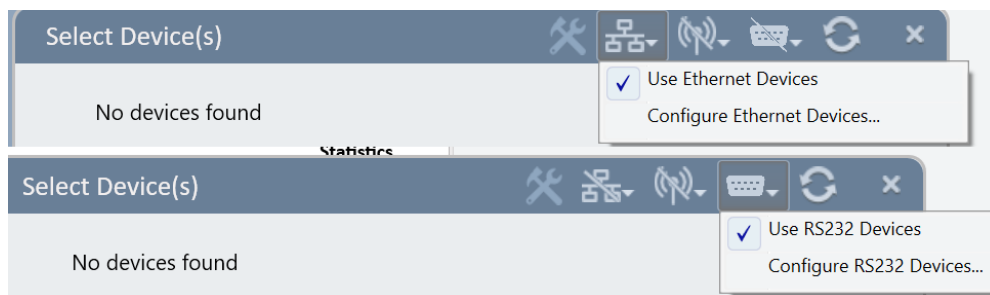 Select Device(s)
Use Ethernet Devices
No devices found
Configure Ethernet Devices...
Statistics
Select Device(s)
Use RS232 Devices
No devices found
Configure RS232 Devices...